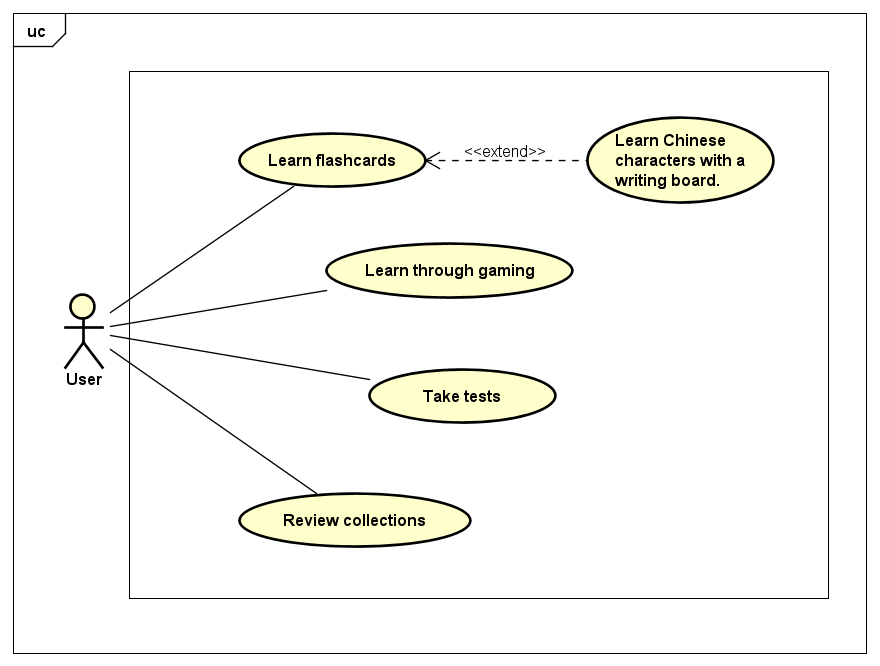 uc
Learn flashcards
<<extend>>
Learn Chinese
characters with a
writing board.
Learn through gaming
User
Take tests
Review collections